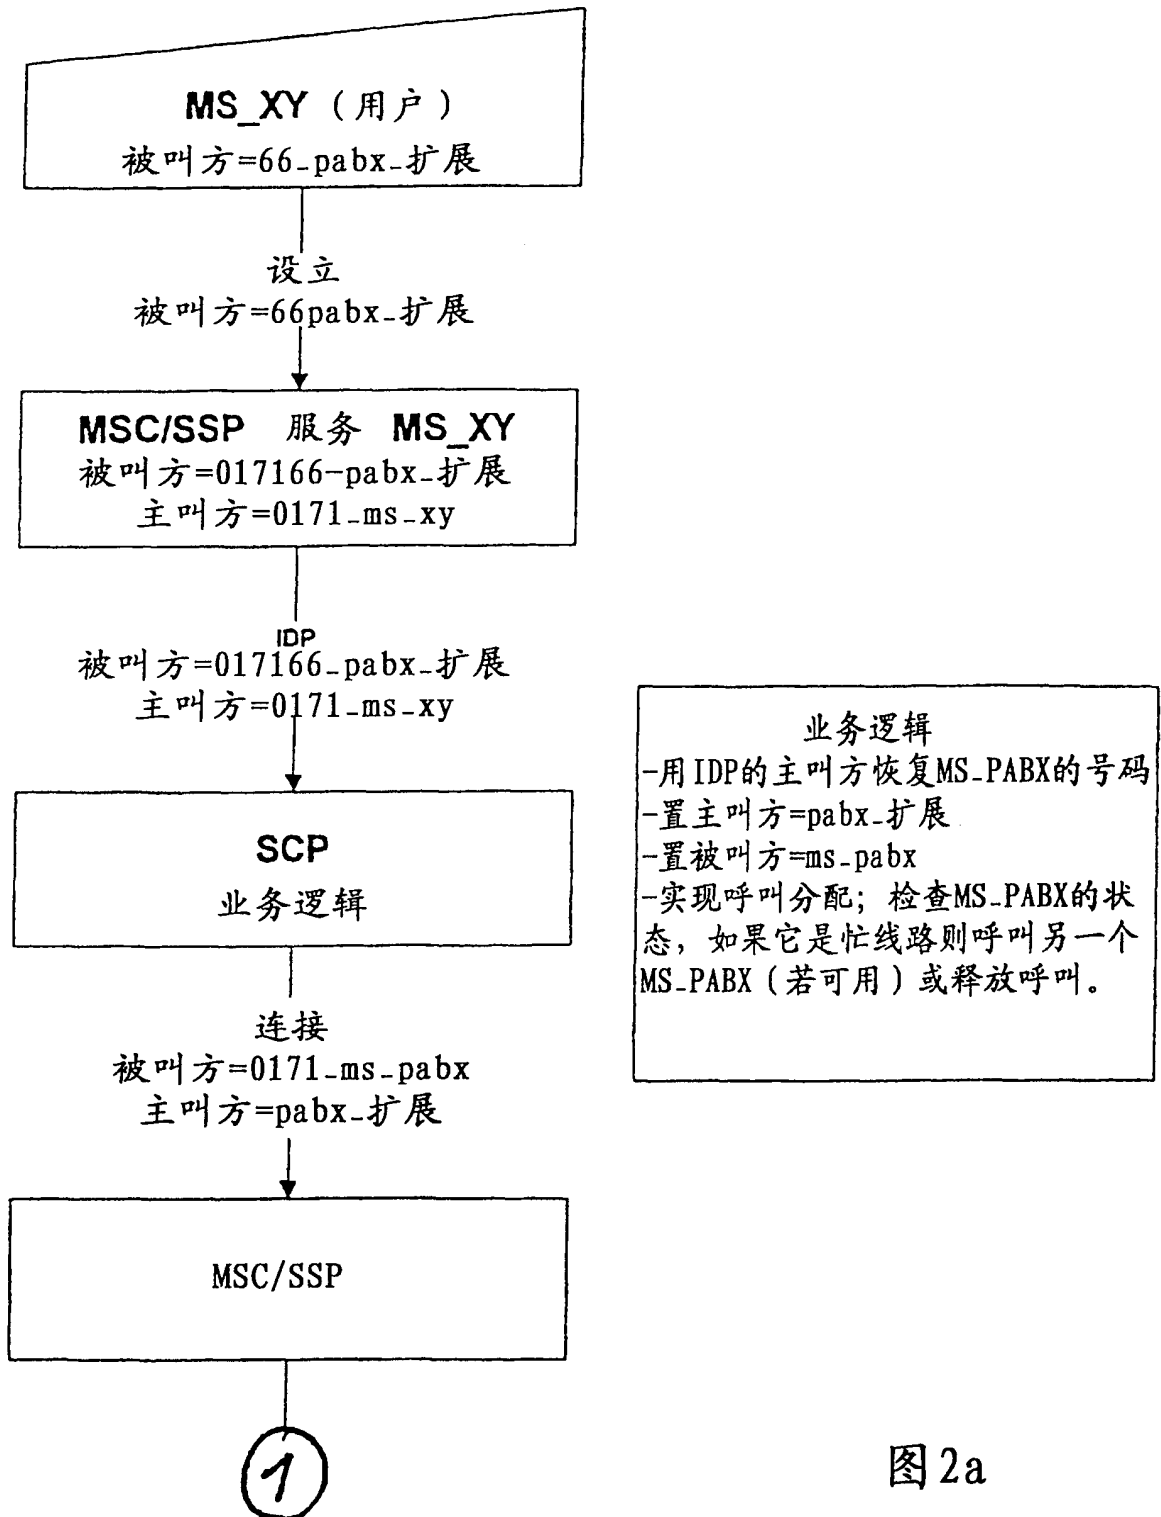 MS_XY（用户）
被叫方=66_pabx_扩展
设立
被叫方=66pabx_扩展
MSC/SSP 服务 MS_XY
被叫方=017166-pabx_扩展
主叫方=0171_ms_xy
IDP
被叫方=017166_pabx_扩展
主叫方=0171_ms_xy
SCP
业务逻辑
连接
被叫方=0171_ms_pabx
主叫方=pabx_扩展
MSC/SSP
1
业务逻辑
-用IDP的主叫方恢复MS_PABX的号码
-置主叫方=pabx_扩展
-置被叫方=ms_pabx
-实现呼叫分配；检查MS_PABX的状
态，如果它是忙线路则呼叫另一个
MS_PABX（若可用）或释放呼叫。
图2a